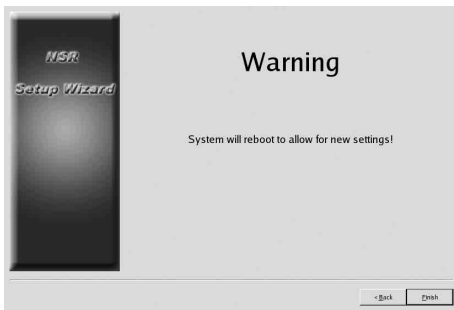 NSR
Setup Wizard
Warning
System will reboot to allow for new settings!
< Back
Finish